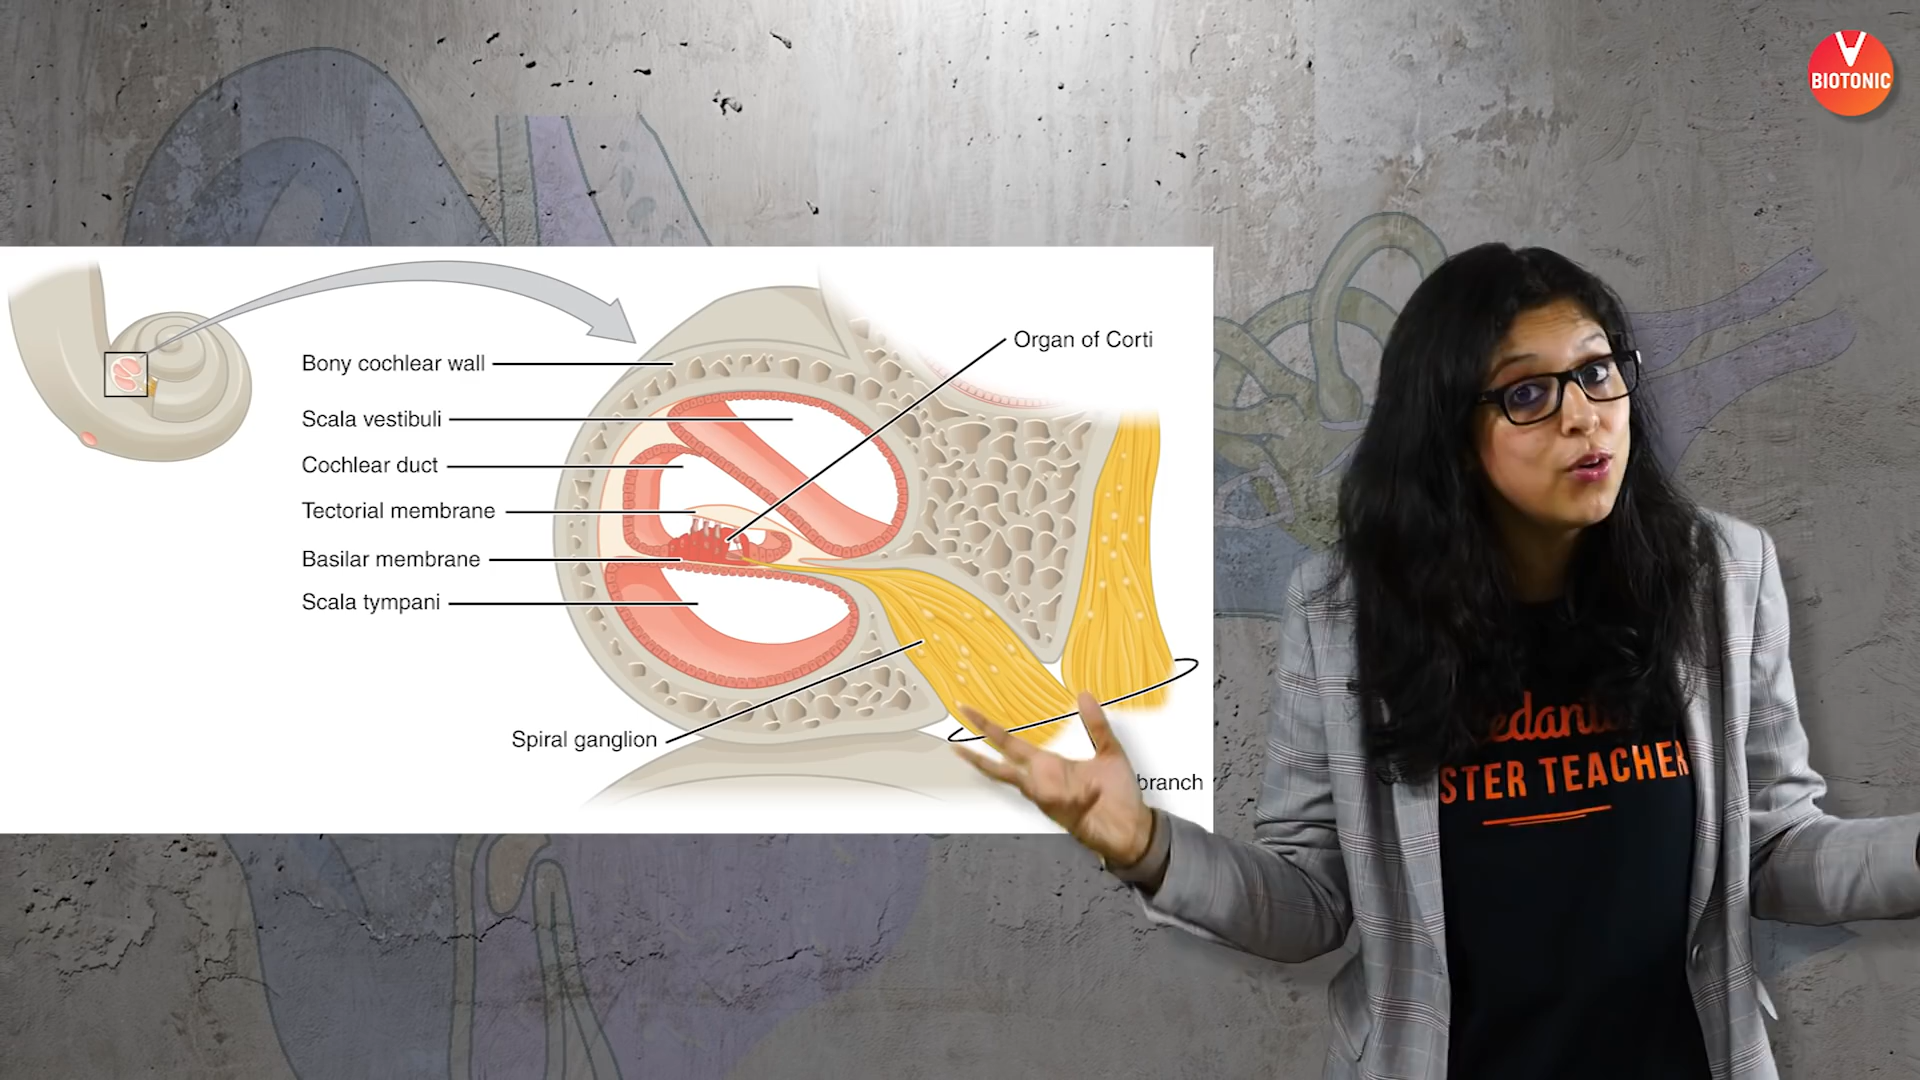 V
BIOTONIC
Organ of Corti
Bony cochlear wall
Scala vestibuli
Cochlear duct
Tectorial membrane
Basilar membrane
Scala tympani
Spiral ganglion
branch
STER TEACHER